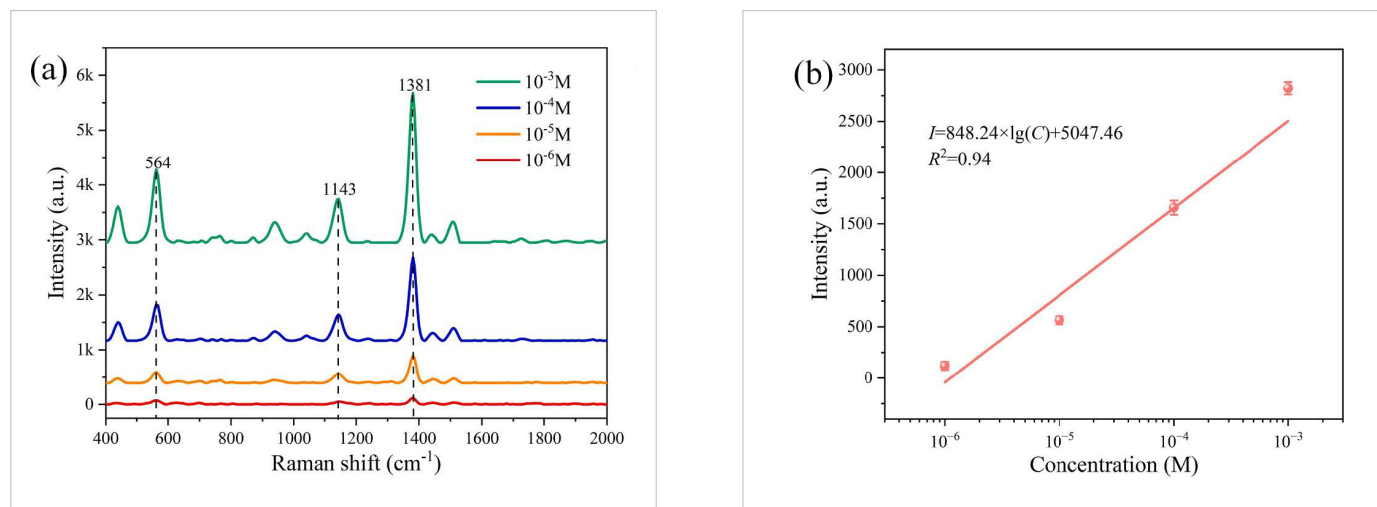 (a)
10⁻³M
10⁻⁴M
10⁻⁵M
10⁻⁶M
564
1143
1381
6k
5k
4k
3k
2k
1k
0
Intensity (a.u.)
400 600 800 1000 1200 1400 1600 1800 2000
Raman shift (cm⁻¹)
(b)
I=848.24×lg(C)+5047.46
R²=0.94
3000
2500
2000
1500
1000
500
0
Intensity (a.u.)
10⁻⁶ 10⁻⁵ 10⁻⁴ 10⁻³
Concentration (M)